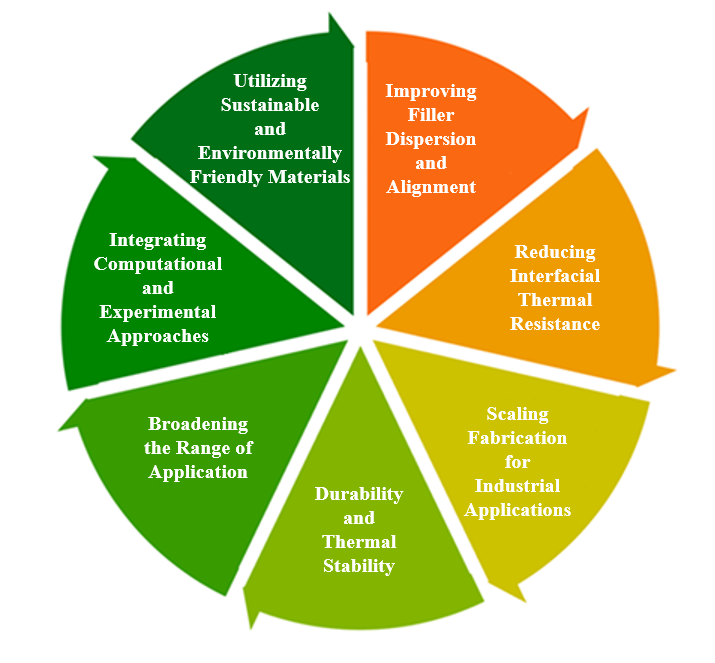 Improving
Filler
Dispersion
and
Alignment
Reducing
Interfacial
Thermal
Resistance
Scaling
Fabrication
for
Industrial
Applications
Durability
and
Thermal
Stability
Broadening
the Range of
Application
Integrating
Computational
and
Experimental
Approaches
Utilizing
Sustainable
and
Environmentally
Friendly Materials